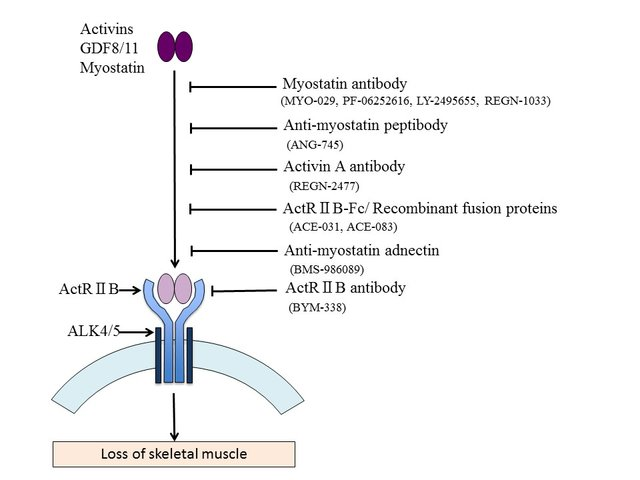 Activins
GDF8/11
Myostatin
Myostatin antibody
(MYO-029, PF-06252616, LY-2495655, REGN-1033)
Anti-myostatin peptibody
(ANG-745)
Activin A antibody
(REGN-2477)
ActRⅡB-Fc/ Recombinant fusion proteins
(ACE-031, ACE-083)
Anti-myostatin adnectin
(BMS-986089)
ActRⅡB
ActRⅡB antibody
(BYM-338)
ALK4/5
Loss of skeletal muscle